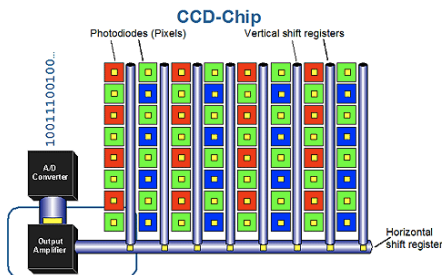 CCD-Chip
Photodiodes (Pixels)
Vertical shift registers
10011100100...
A/D
Converter
Output
Amplifier
Horizontal
shift register